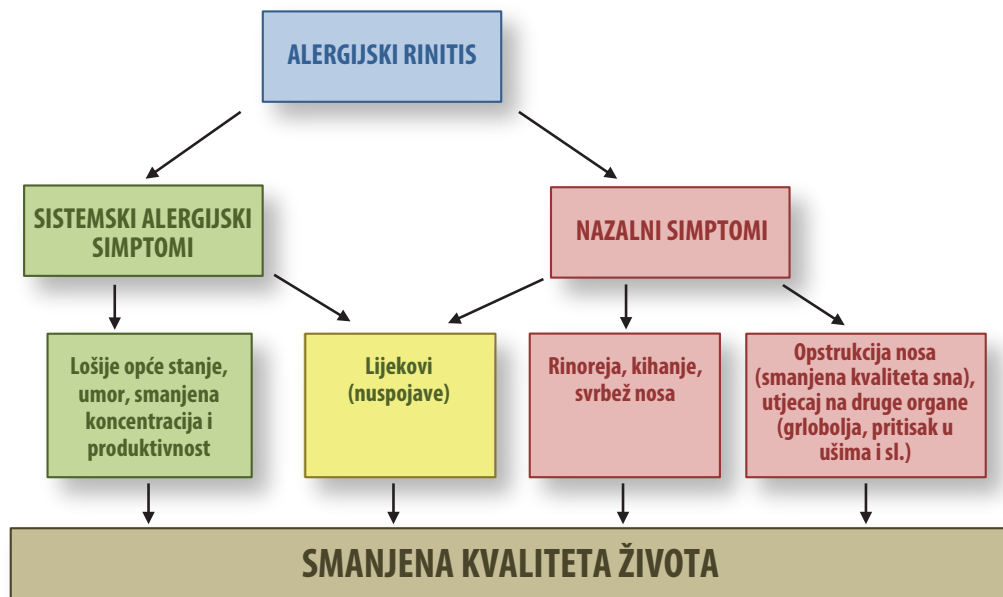 ALERGIJSKI RINITIS
SISTEMSKI ALERGIJSKI
SIMPTOMI
NAZALNI SIMPTOMI
Lošije opće stanje,
umor, smanjena
koncentracija i
produktivnost
Lijekovi
(nuspojave)
Rinoreja, kihanje,
svrbež nosa
Opstrukcija nosa
(smanjena kvaliteta sna),
utjecaj na druge organe
(grlobolja, pritisak u
ušima i sl.)
SMANJENA KVALITETA ŽIVOTA